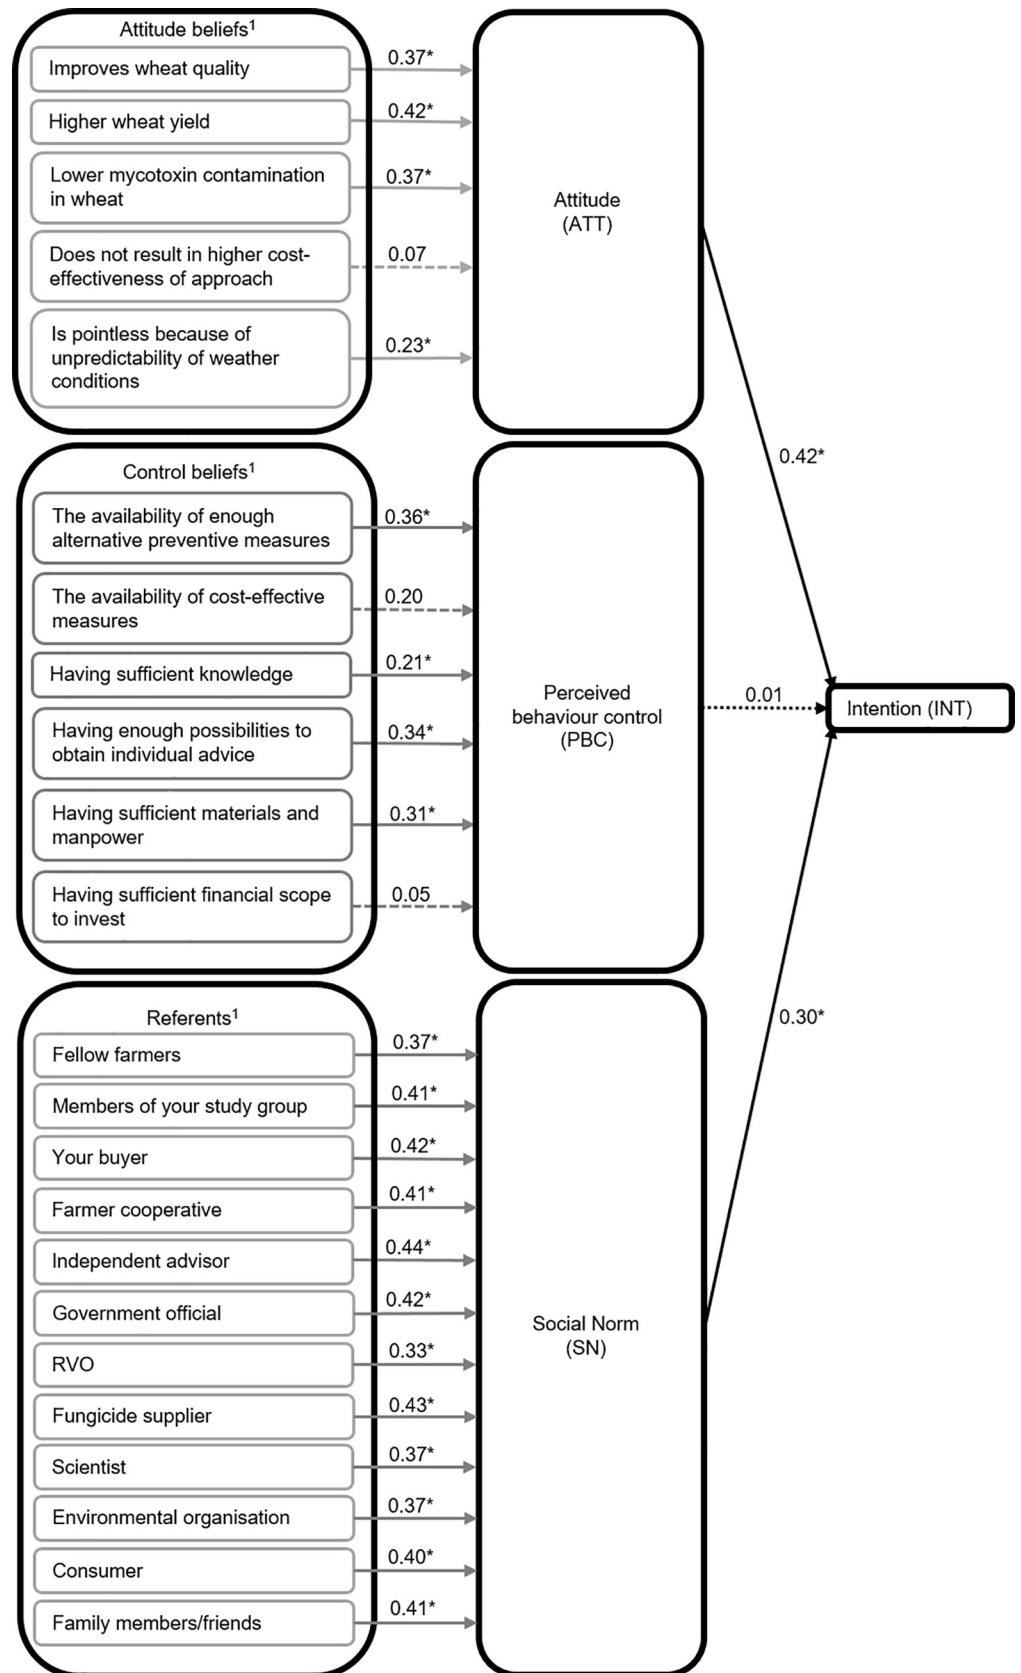 Attitude beliefs¹
Improves wheat quality
0.37*
Higher wheat yield
0.42*
Lower mycotoxin contamination
in wheat
0.37*
Does not result in higher cost-
effectiveness of approach
0.07
Is pointless because of
unpredictability of weather
conditions
0.23*
Attitude
(ATT)
0.42*
Control beliefs¹
The availability of enough
alternative preventive measures
0.36*
The availability of cost-effective
measures
0.20
Having sufficient knowledge
0.21*
Having enough possibilities to
obtain individual advice
0.34*
Having sufficient materials and
manpower
0.31*
Having sufficient financial scope
to invest
0.05
Perceived
behaviour control
(PBC)
0.01
Intention (INT)
Referents¹
Fellow farmers
0.37*
Members of your study group
0.41*
Your buyer
0.42*
Farmer cooperative
0.41*
Independent advisor
0.44*
Government official
0.42*
RVO
0.33*
Fungicide supplier
0.43*
Scientist
0.37*
Environmental organisation
0.37*
Consumer
0.40*
Family members/friends
0.41*
Social Norm
(SN)
0.30*